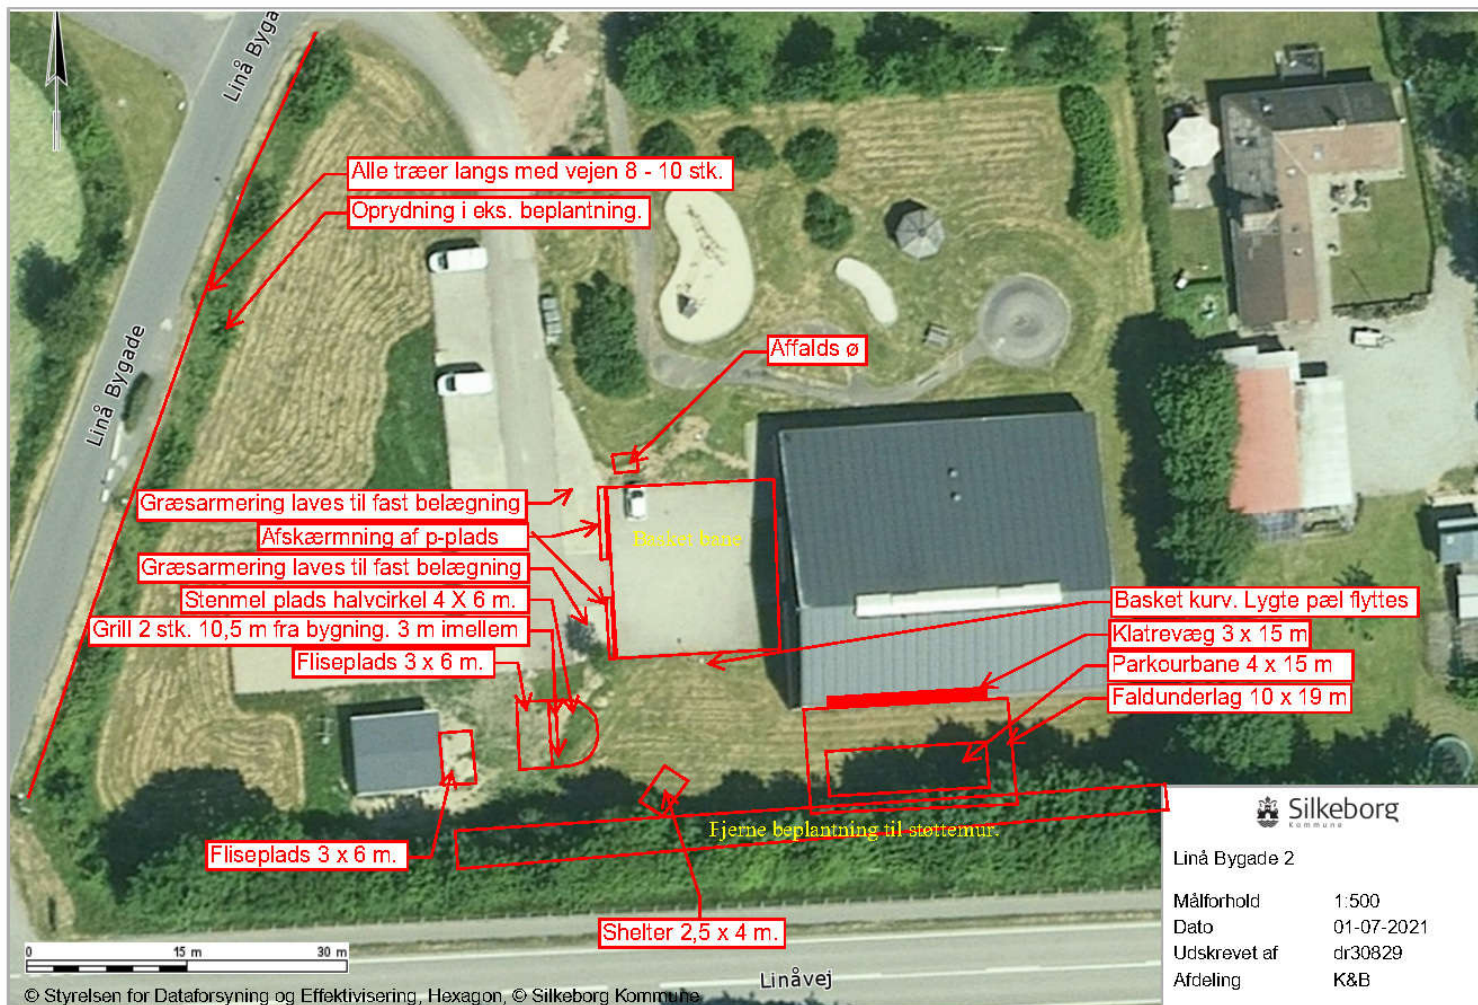 Linå Byga
Alle træer langs med vejen 8 - 10 stk.
Oprydning i eks. beplantning.
Linå Bygade
Affalds ø
Græsarmering laves til fast belægning
Afskærmning af p-plads
Basket bane
Græsarmering laves til fast belægning
Stenmel plads halvcirkel 4 X 6 m.
Grill 2 stk. 10,5 m fra bygning. 3 m imellem
Fliseplads 3 x 6 m.
Basket kurv. Lygte pæl flyttes
Klatrevæg 3 x 15 m
Parkourbane 4 x 15 m
Faldunderlag 10 x 19 m
Fjerne beplantning til støttemur.
Fliseplads 3 x 6 m.
Shelter 2,5 x 4 m.
Silkeborg
Kommune
Linå Bygade 2
Målforhold 1:500
Dato 01-07-2021
Udskrevet af dr30829
Afdeling K&B
0 15 m 30 m
Linåvej
© Styrelsen for Dataforsyning og Effektivisering, Hexagon, © Silkeborg Kommune